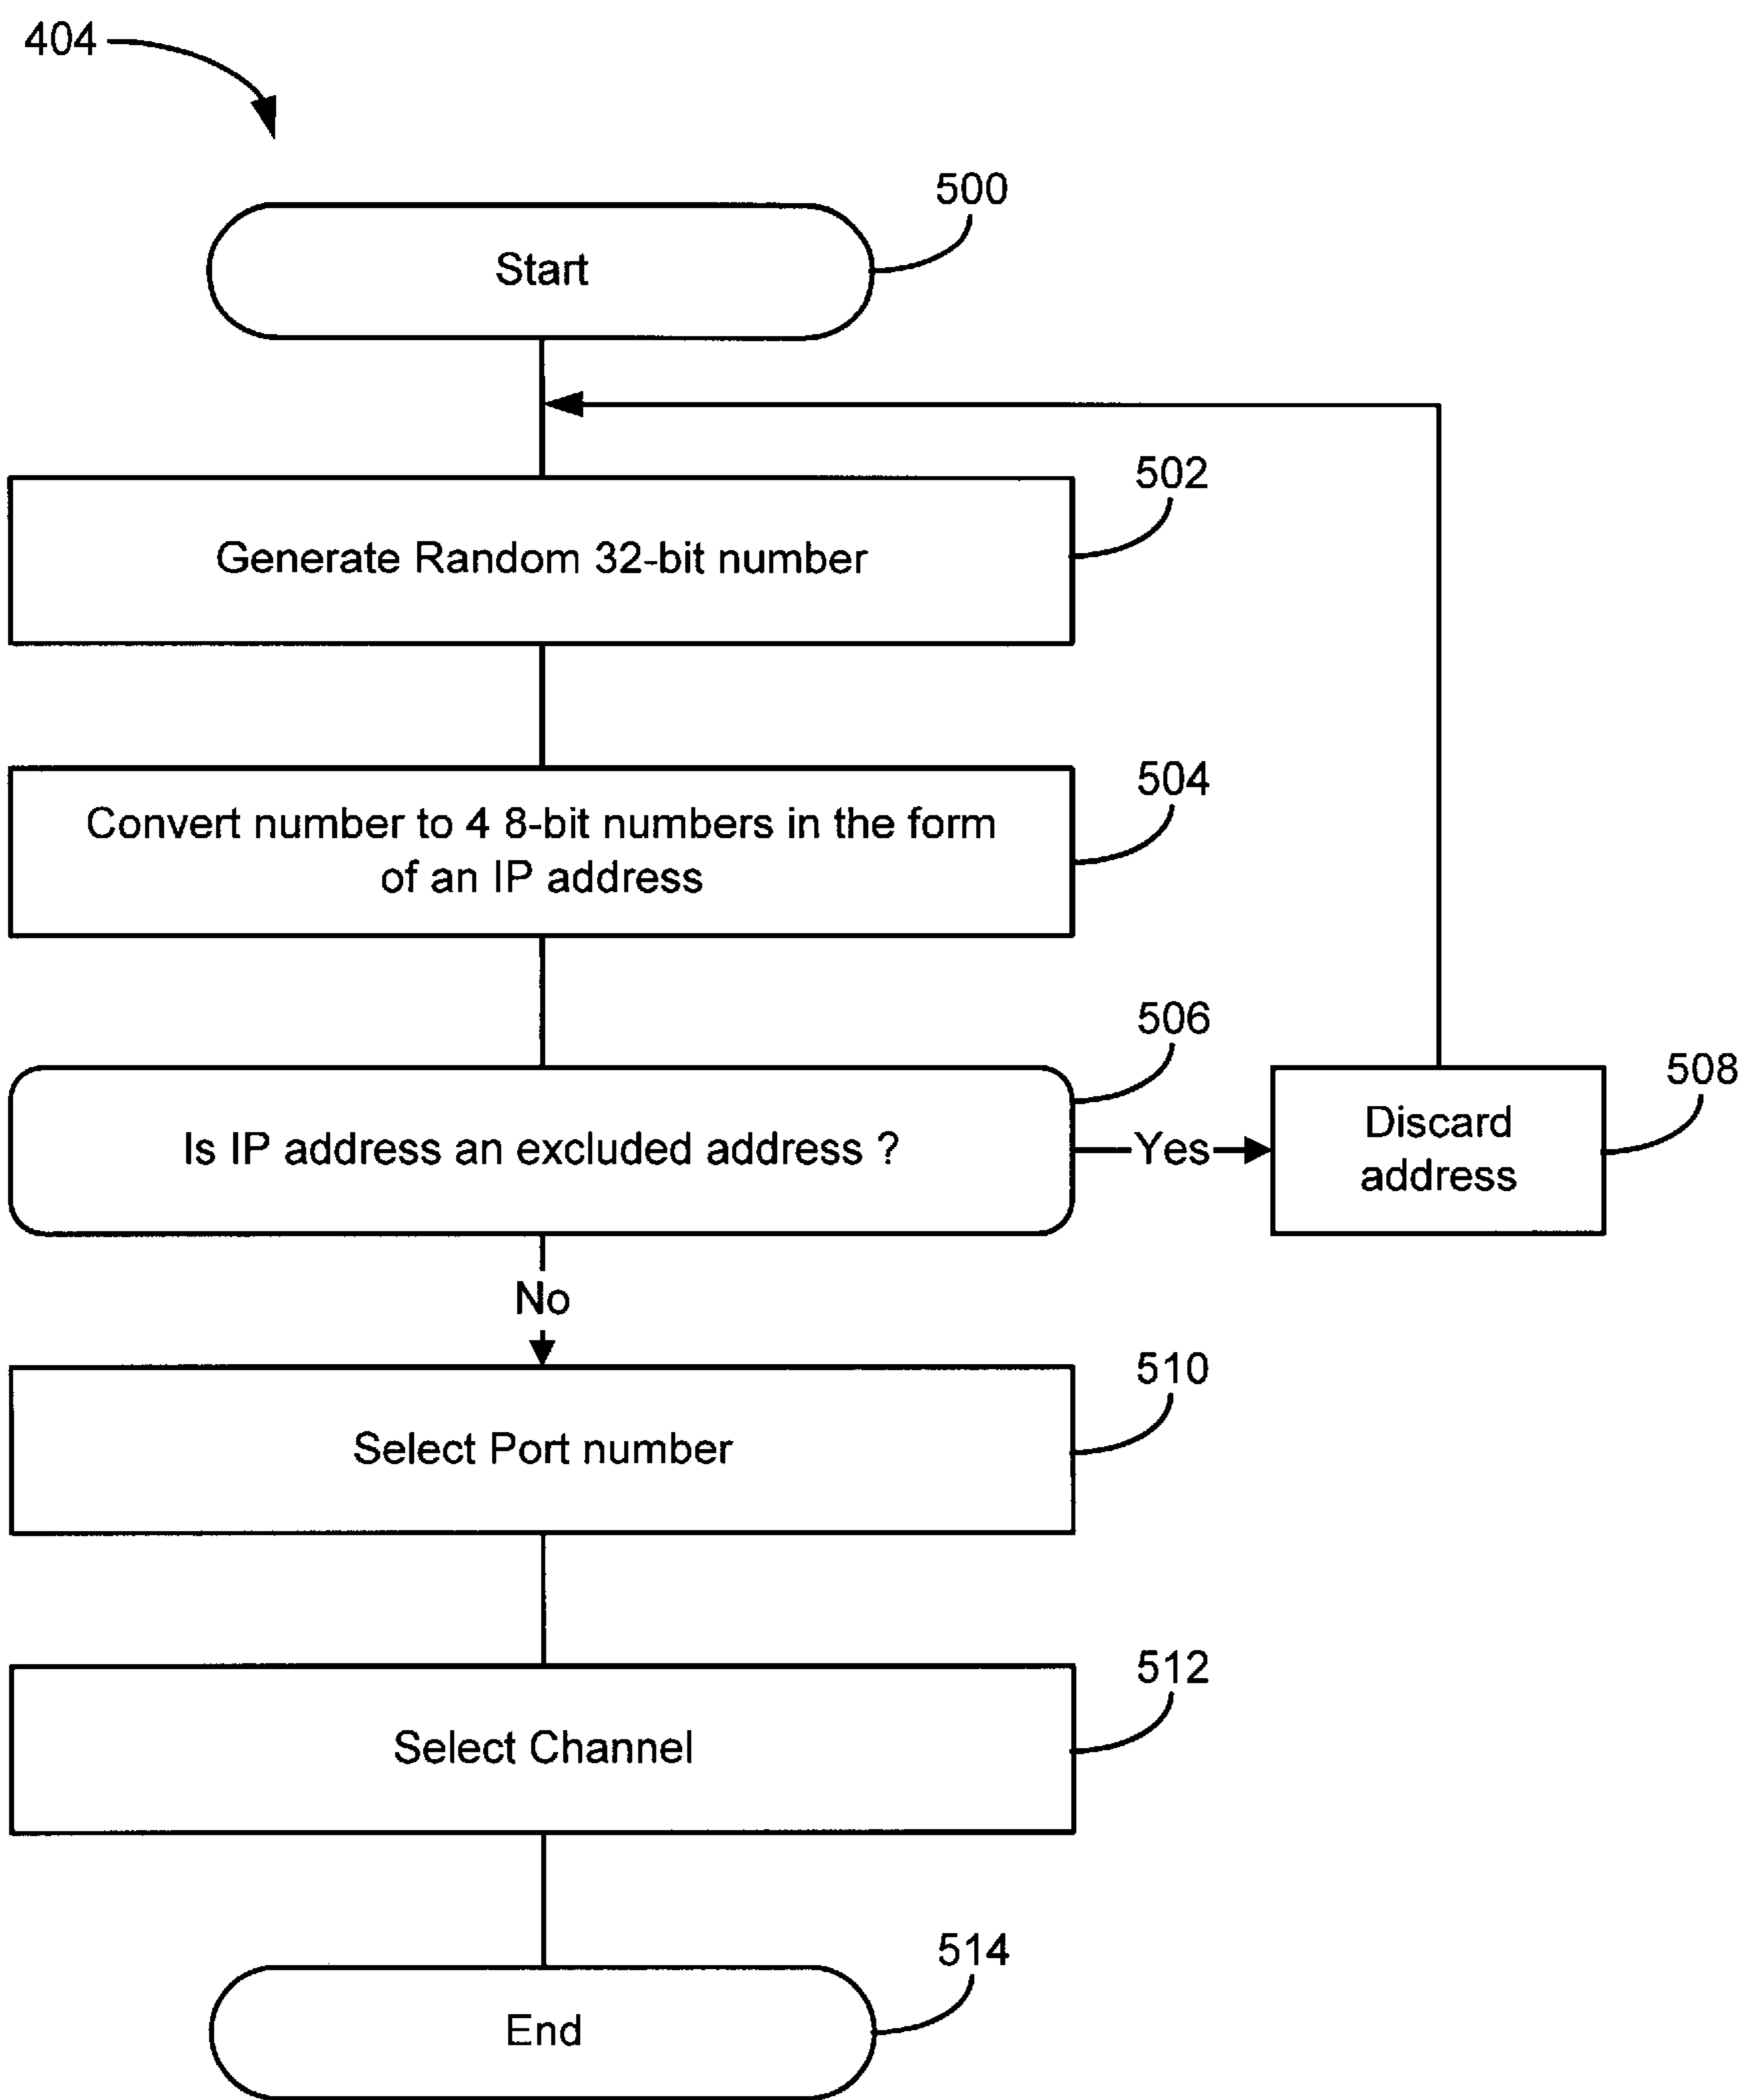 404
500
Start
502
Generate Random 32-bit number
504
Convert number to 4 8-bit numbers in the form
of an IP address
506
Is IP address an excluded address ?
Yes
508
Discard
address
No
510
Select Port number
512
Select Channel
514
End